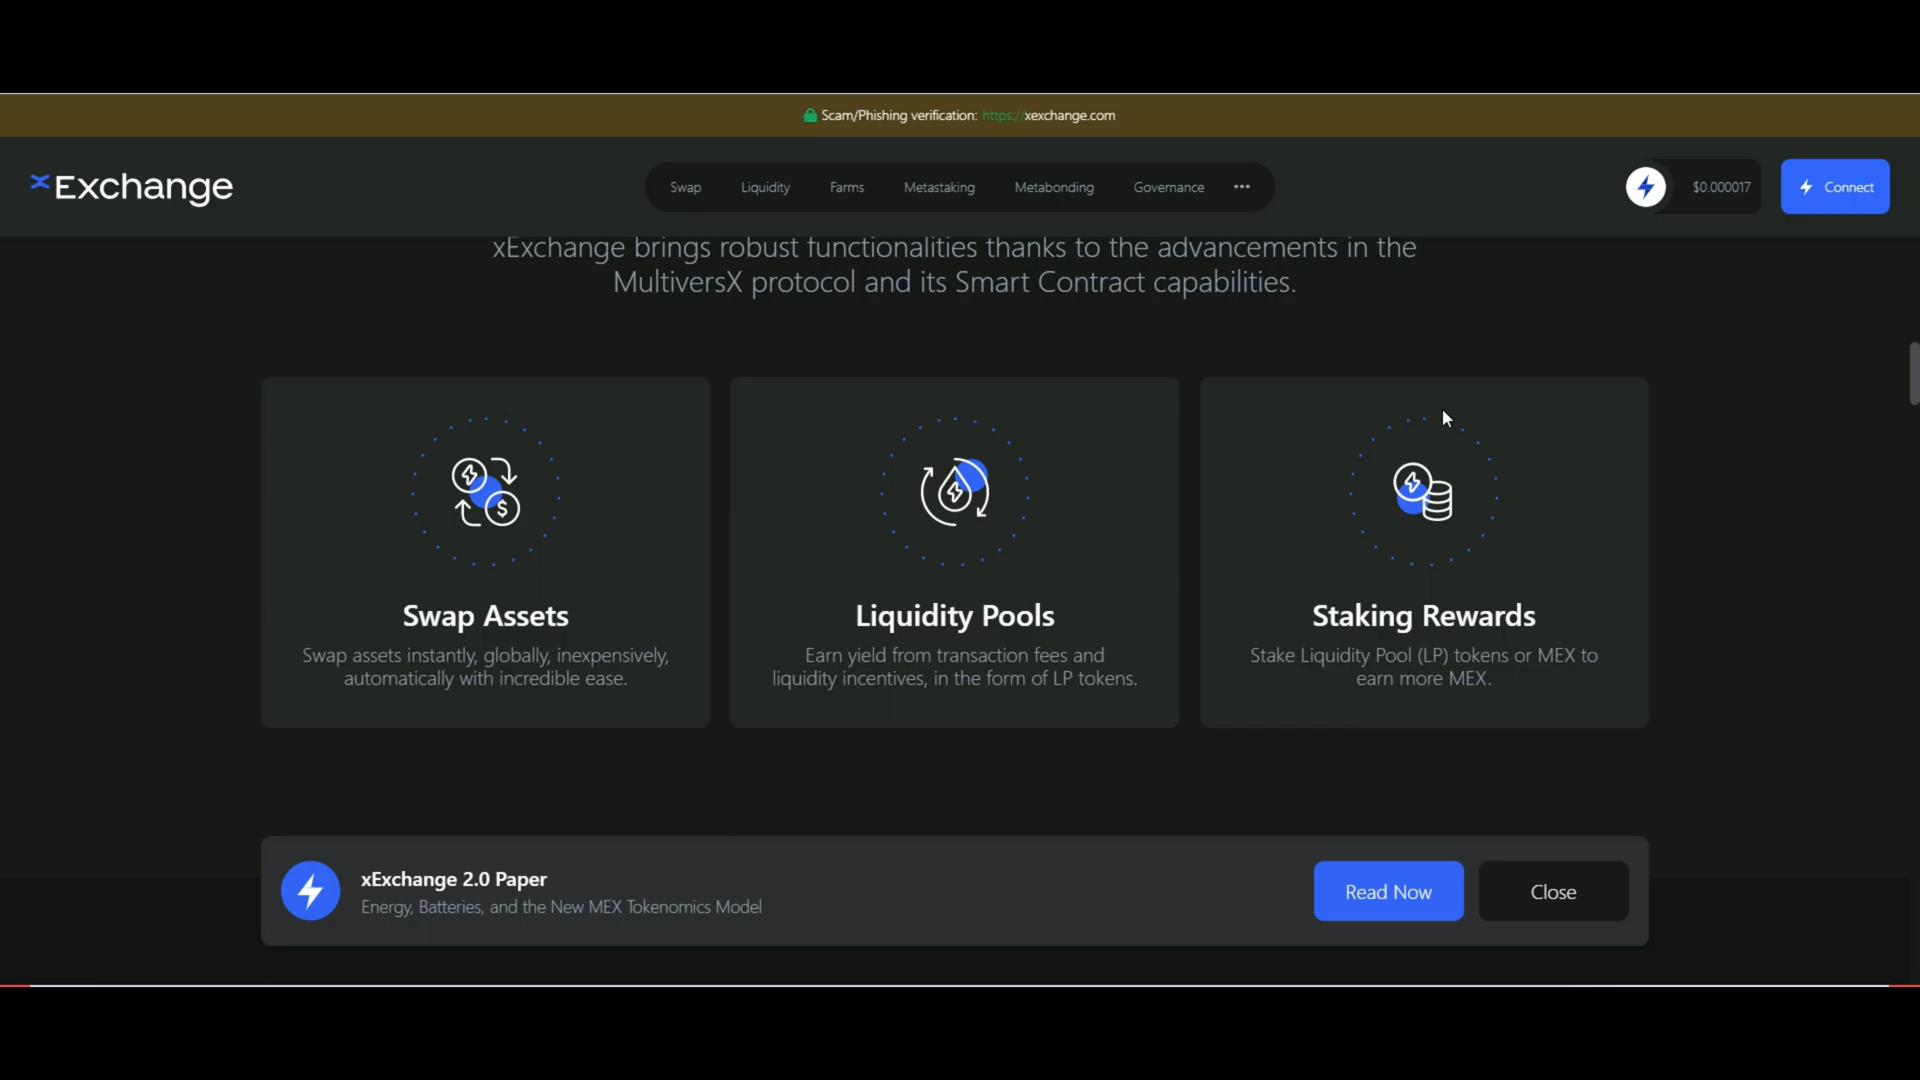 Scam/Phishing verification: https://xexchange.com
Exchange
Swap
Liquidity
Farms
Metastaking
Metabonding
Governance
•••
$0.000017
Connect
xExchange brings robust functionalities thanks to the advancements in the
MultiversX protocol and its Smart Contract capabilities.
Swap Assets
Swap assets instantly, globally, inexpensively,
automatically with incredible ease.
Liquidity Pools
Earn yield from transaction fees and
liquidity incentives, in the form of LP tokens.
Staking Rewards
Stake Liquidity Pool (LP) tokens or MEX to
earn more MEX.
xExchange 2.0 Paper
Energy, Batteries, and the New MEX Tokenomics Model
Read Now
Close